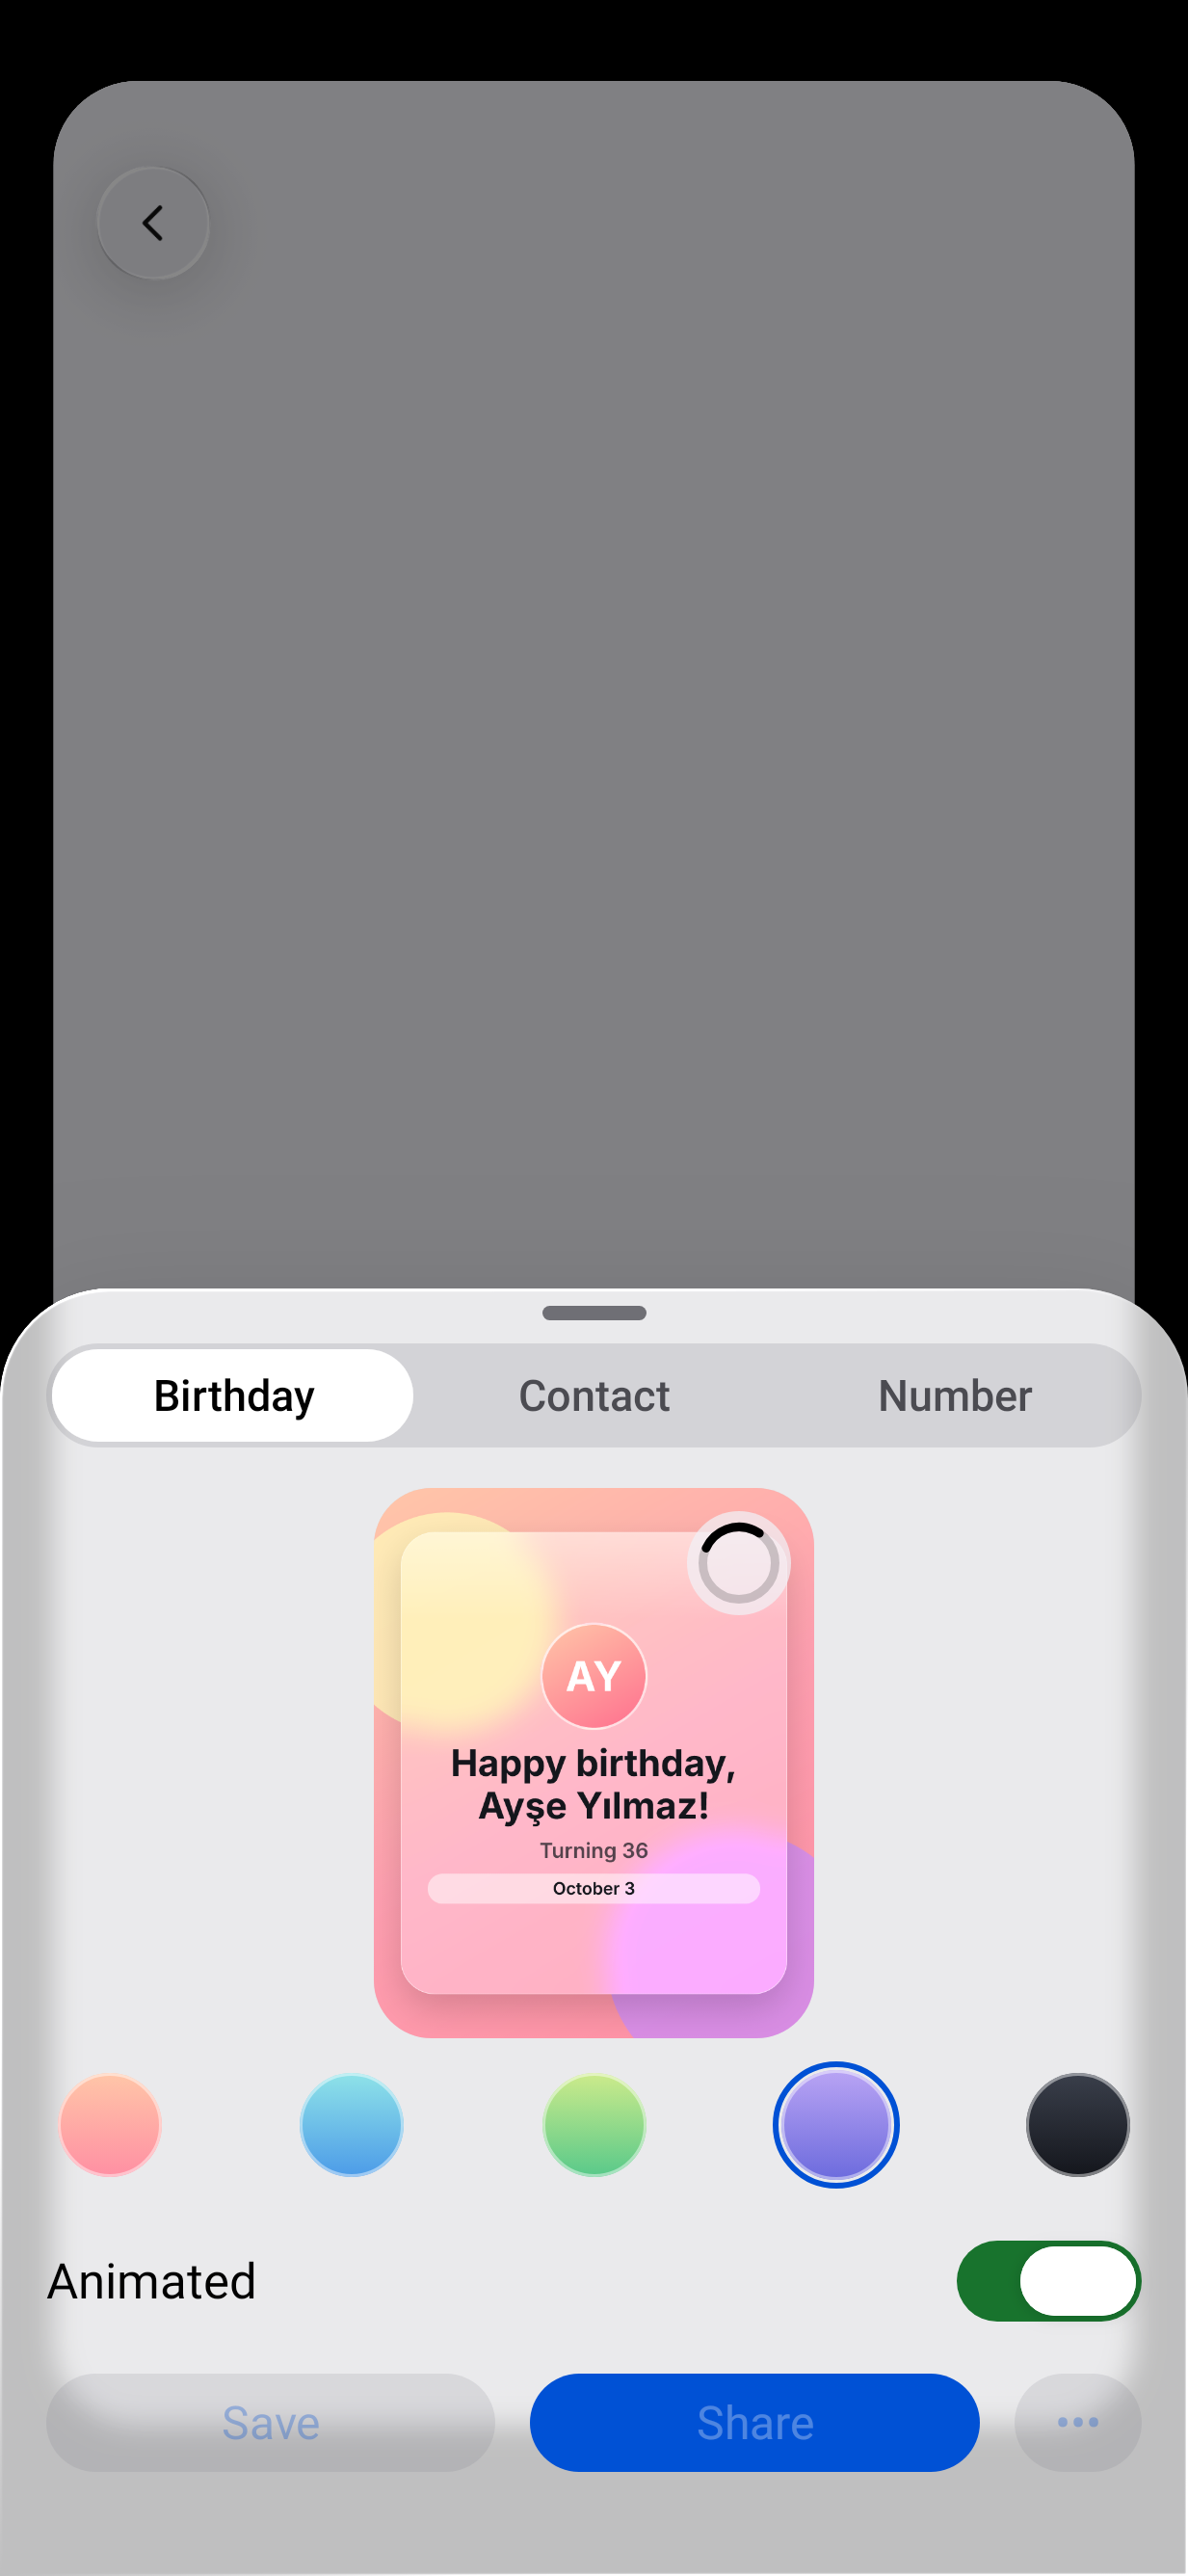 Birthday
Contact
Number
AY
Happy birthday,
Ayşe Yılmaz!
Turning 36
October 3
Animated
Save
Share